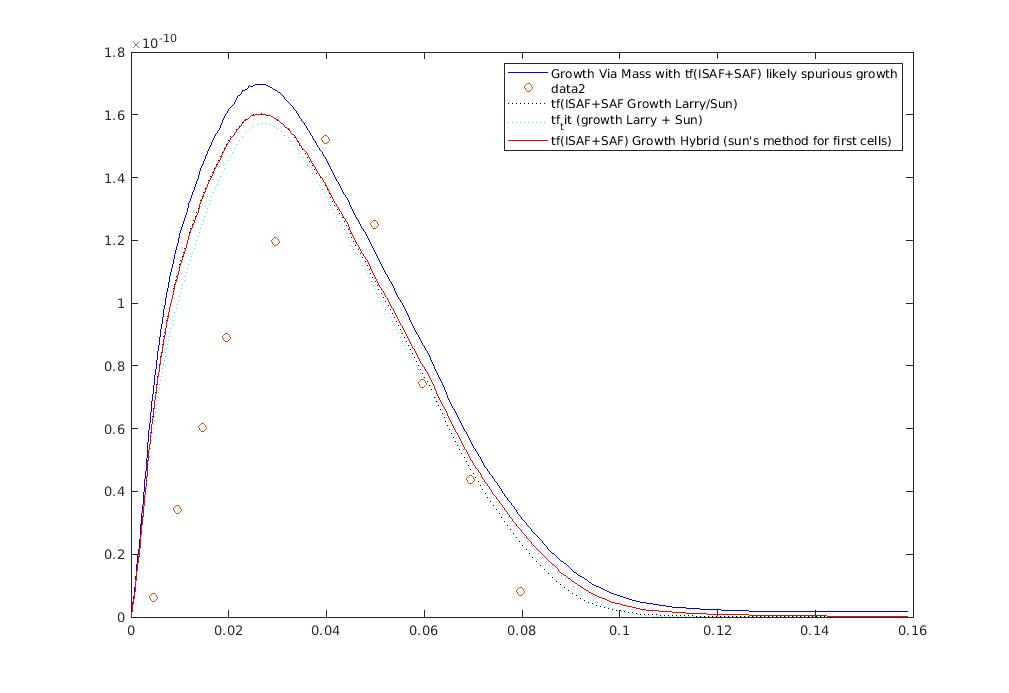 ×10-10
1.8
1.6
1.4
1.2
1
0.8
0.6
0.4
0.2
0
0 0.02 0.04 0.06 0.08 0.1 0.12 0.14 0.16
Growth Via Mass with tf(ISAF+SAF) likely spurious growth
data2
tf(ISAF+SAF Growth Larry/Sun)
tftit (growth Larry + Sun)
tf(ISAF+SAF) Growth Hybrid (sun's method for first cells)